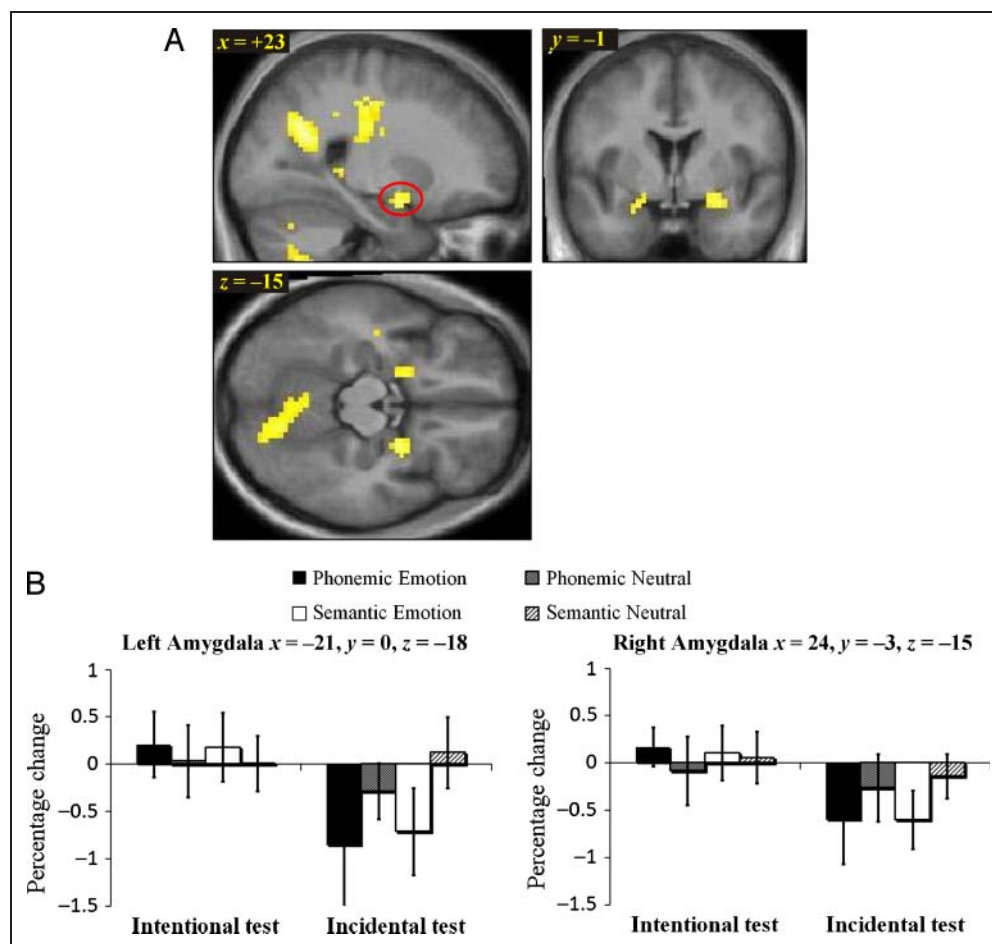 A
x = +23
y = −1
z = −15
B
Phonemic Emotion
Phonemic Neutral
Semantic Emotion
Semantic Neutral
Left Amygdala x = −21, y = 0, z = −18
Percentage change
1
0.5
0
−0.5
−1
−1.5
Intentional test
Incidental test
Right Amygdala x = 24, y = −3, z = −15
Percentage change
1
0.5
0
−0.5
−1
−1.5
Intentional test
Incidental test